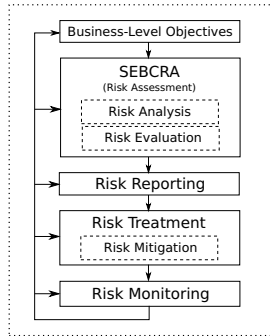 Business-Level Objectives
SEBCRA
(Risk Assessment)
Risk Analysis
Risk Evaluation
Risk Reporting
Risk Treatment
Risk Mitigation
Risk Monitoring